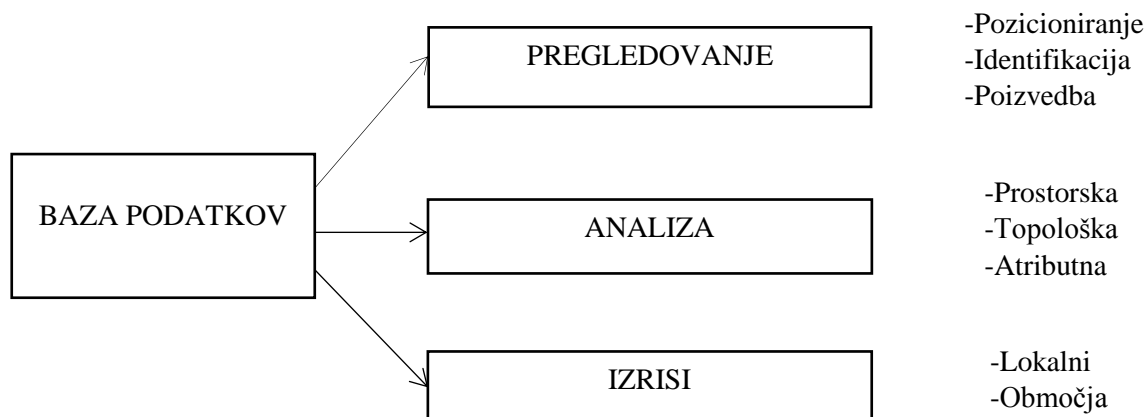 BAZA PODATKOV
PREGLEDOVANJE
-Pozicioniranje
-Identifikacija
-Poizvedba
ANALIZA
-Prostorska
-Topološka
-Atributna
IZRISI
-Lokalni
-Območja